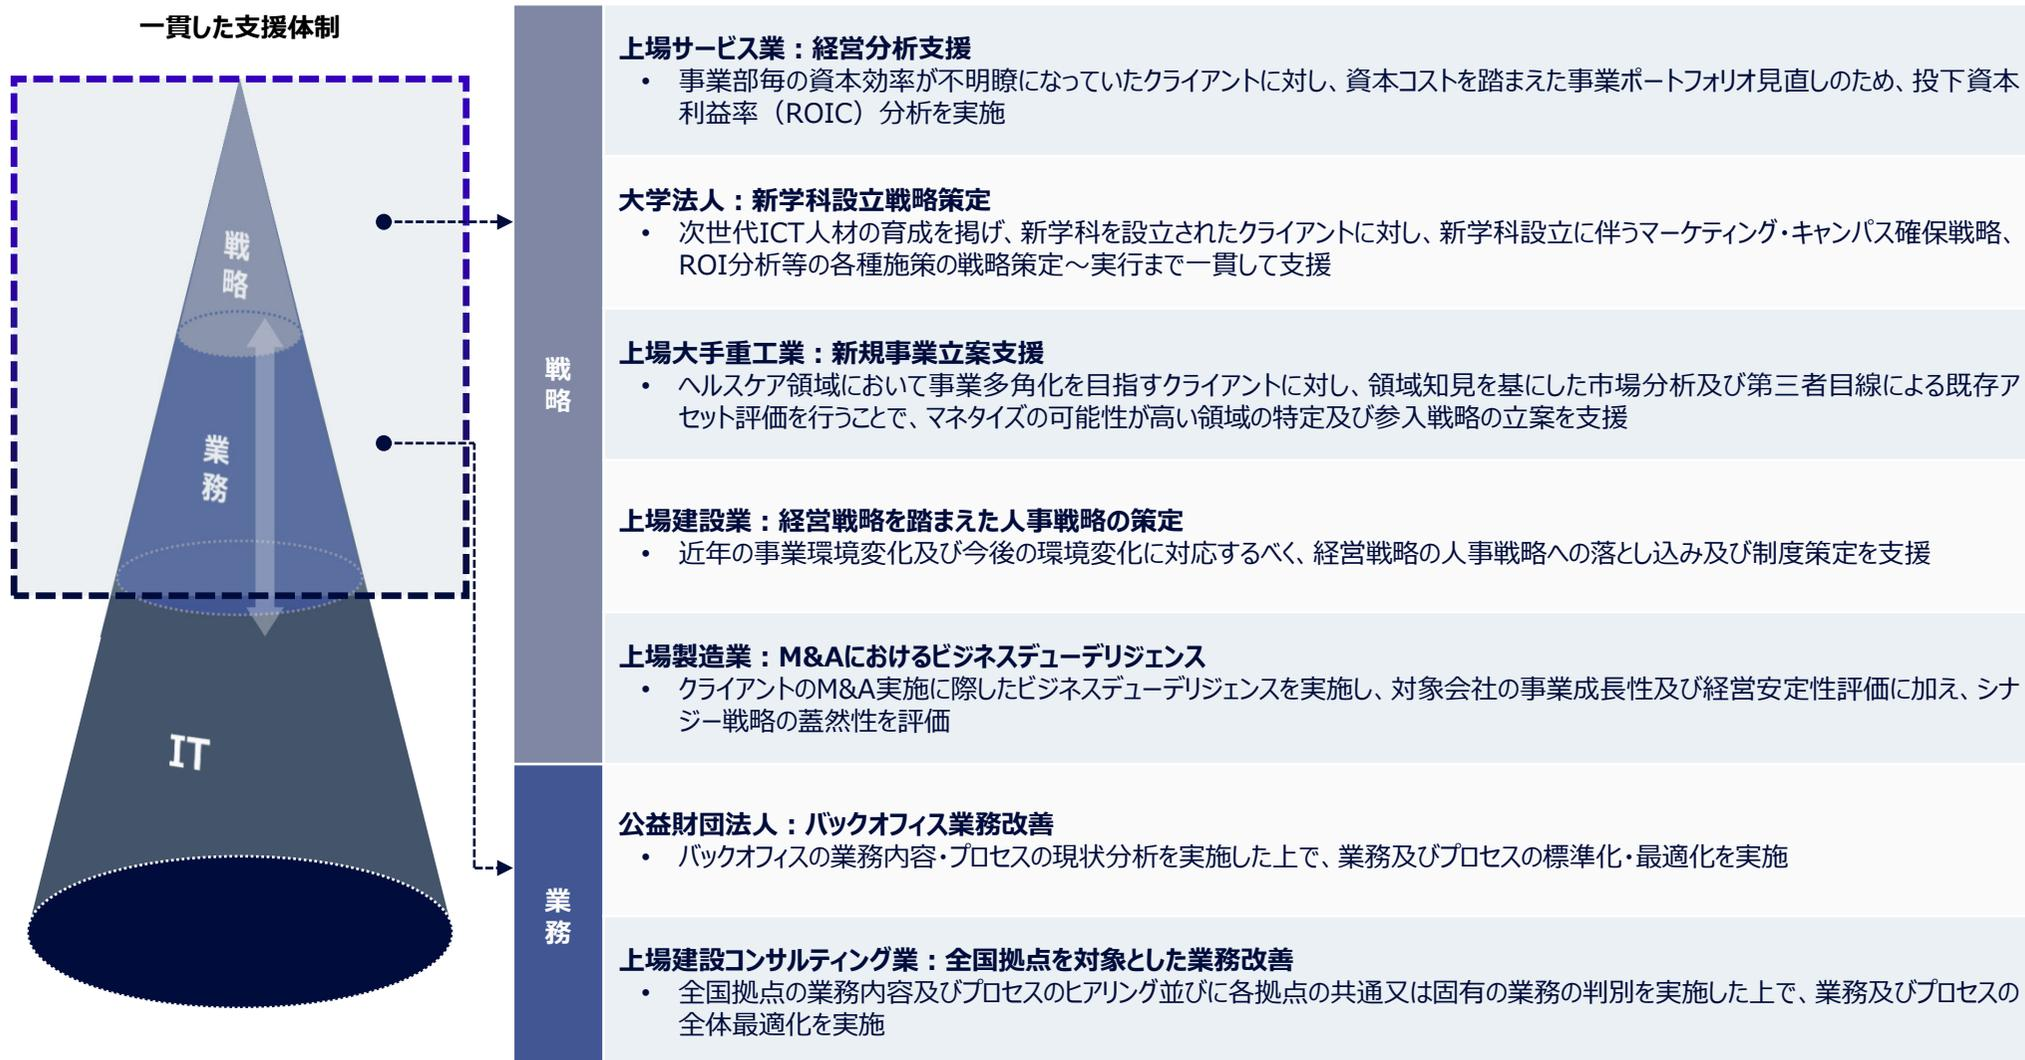 一貫した支援体制
戦
略
業
務
IT
戦
略
上場サービス業：経営分析支援
• 事業部毎の資本効率が不明瞭になっていたクライアントに対し、資本コストを踏まえた事業ポートフォリオ見直しのため、投下資本
利益率（ROIC）分析を実施
大学法人：新学科設立戦略策定
• 次世代ICT人材の育成を掲げ、新学科を設立されたクライアントに対し、新学科設立に伴うマーケティング・キャンパス確保戦略、
ROI分析等の各種施策の戦略策定～実行まで一貫して支援
上場大手重工業：新規事業立案支援
• ヘルスケア領域において事業多角化を目指すクライアントに対し、領域知見を基にした市場分析及び第三者目線による既存ア
セット評価を行うことで、マネタイズの可能性が高い領域の特定及び参入戦略の立案を支援
上場建設業：経営戦略を踏まえた人事戦略の策定
• 近年の事業環境変化及び今後の環境変化に対応するべく、経営戦略の人事戦略への落とし込み及び制度策定を支援
上場製造業：M&Aにおけるビジネスデューデリジェンス
• クライアントのM&A実施に際したビジネスデューデリジェンスを実施し、対象会社の事業成長性及び経営安定性評価に加え、シナ
ジー戦略の蓋然性を評価
業
務
公益財団法人：バックオフィス業務改善
• バックオフィスの業務内容・プロセスの現状分析を実施した上で、業務及びプロセスの標準化・最適化を実施
上場建設コンサルティング業：全国拠点を対象とした業務改善
• 全国拠点の業務内容及びプロセスのヒアリング並びに各拠点の共通又は固有の業務の判別を実施した上で、業務及びプロセスの
全体最適化を実施